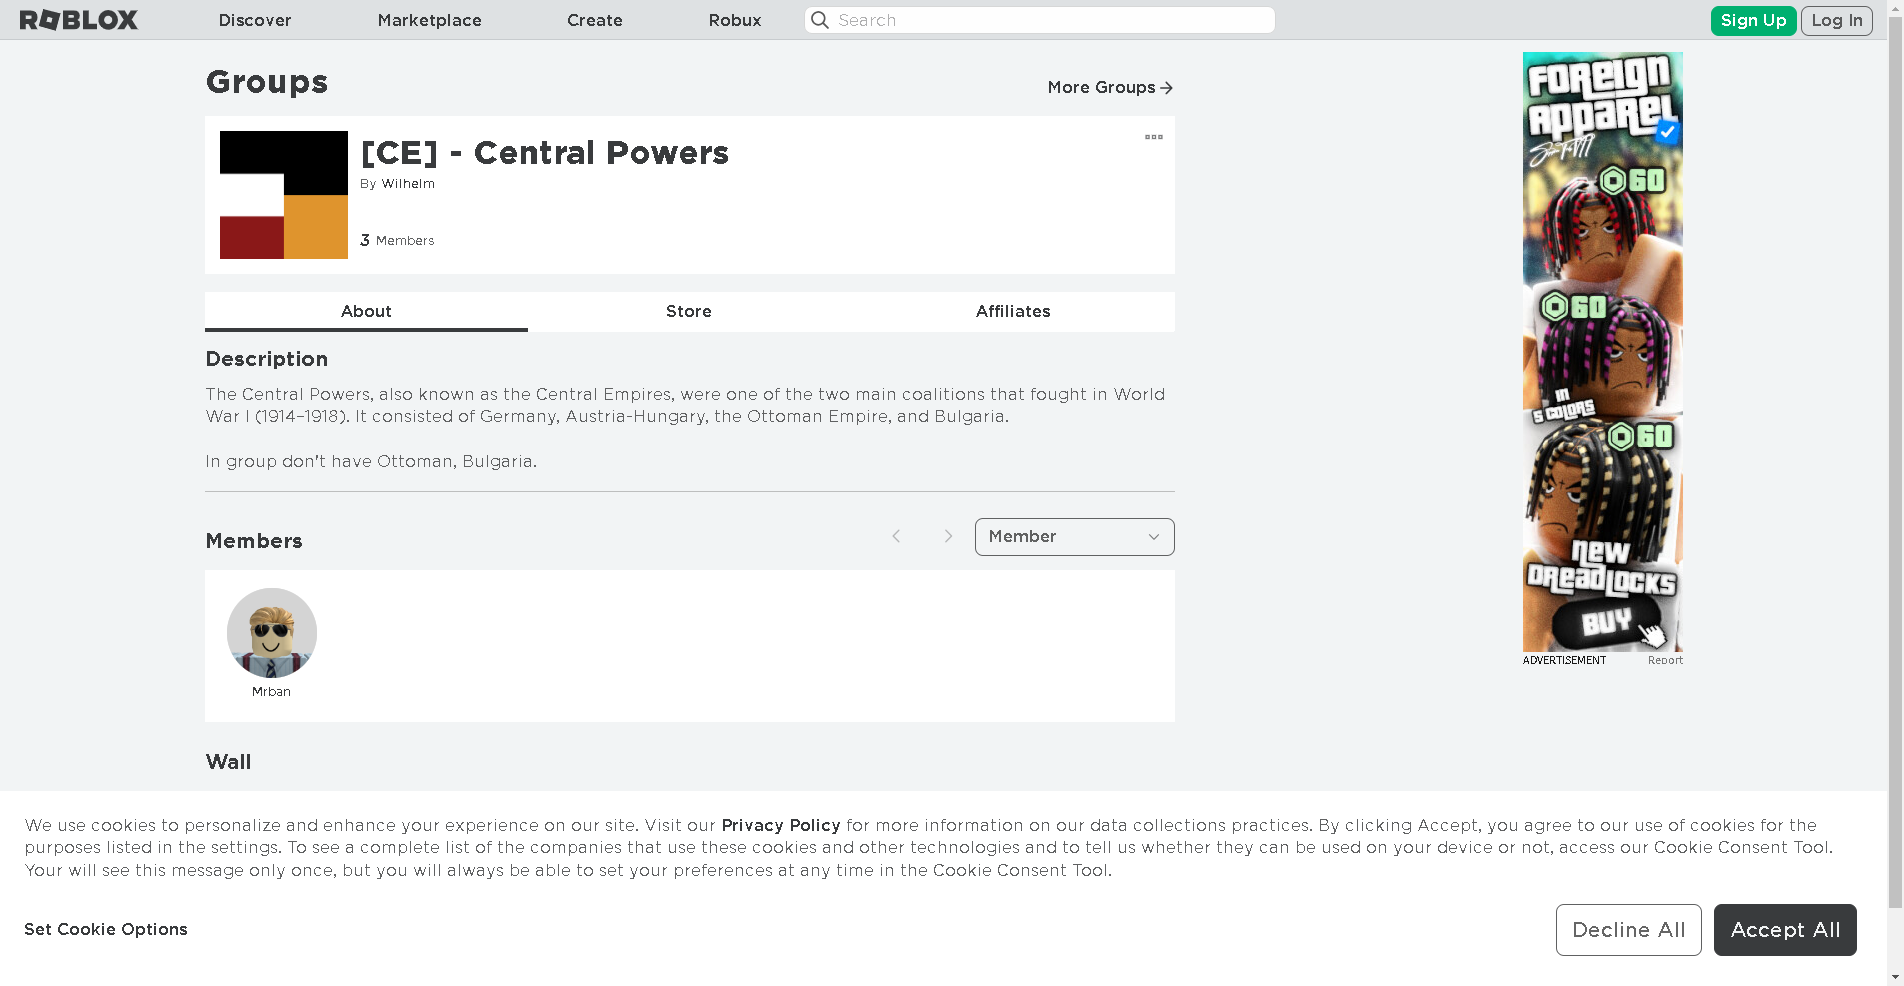 ROBLOX
Discover
Marketplace
Create
Robux
Search
Sign Up
Log In
Groups
More Groups
[CE] - Central Powers
By Wilhelm
3 Members
About
Store
Affiliates
Description
The Central Powers, also known as the Central Empires, were one of the two main coalitions that fought in World
War I (1914–1918). It consisted of Germany, Austria-Hungary, the Ottoman Empire, and Bulgaria.
In group don't have Ottoman, Bulgaria.
Members
Member
Mrban
Wall
FOREIGN
APPAREL
60
60
IN
5 COLORS
60
NEW
DREADLOCKS
BUY
ADVERTISEMENT
Report
We use cookies to personalize and enhance your experience on our site. Visit our Privacy Policy for more information on our data collections practices. By clicking Accept, you agree to our use of cookies for the
purposes listed in the settings. To see a complete list of the companies that use these cookies and other technologies and to tell us whether they can be used on your device or not, access our Cookie Consent Tool.
Your will see this message only once, but you will always be able to set your preferences at any time in the Cookie Consent Tool.
Set Cookie Options
Decline All
Accept All